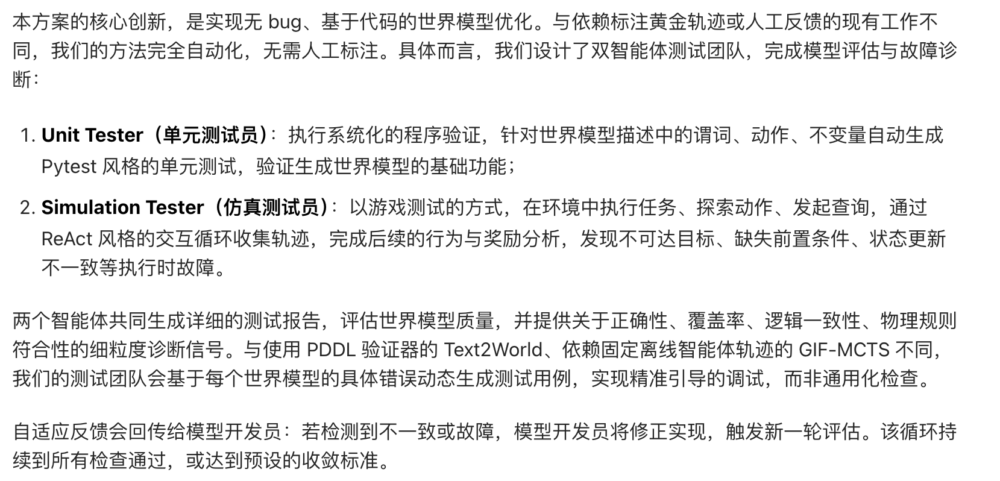 本方案的核心创新，是实现无 bug、基于代码的世界模型优化。与依赖标注黄金轨迹或人工反馈的现有工作不
同，我们的方法完全自动化，无需人工标注。具体而言，我们设计了双智能体测试团队，完成模型评估与故障诊
断：
1. Unit Tester（单元测试员）：执行系统化的程序验证，针对世界模型描述中的谓词、动作、不变量自动生成
Pytest 风格的单元测试，验证生成世界模型的基础功能；
2. Simulation Tester（仿真测试员）：以游戏测试的方式，在环境中执行任务、探索动作、发起查询，通过
ReAct 风格的交互循环收集轨迹，完成后续的行为与奖励分析，发现不可达目标、缺失前置条件、状态更新
不一致等执行时故障。
两个智能体共同生成详细的测试报告，评估世界模型质量，并提供关于正确性、覆盖率、逻辑一致性、物理规则
符合性的细粒度诊断信号。与使用 PDDL 验证器的 Text2World、依赖固定离线智能体轨迹的 GIF-MCTS 不同，
我们的测试团队会基于每个世界模型的具体错误动态生成测试用例，实现精准引导的调试，而非通用化检查。
自适应反馈会回传给模型开发员：若检测到不一致或故障，模型开发员将修正实现，触发新一轮评估。该循环持
续到所有检查通过，或达到预设的收敛标准。